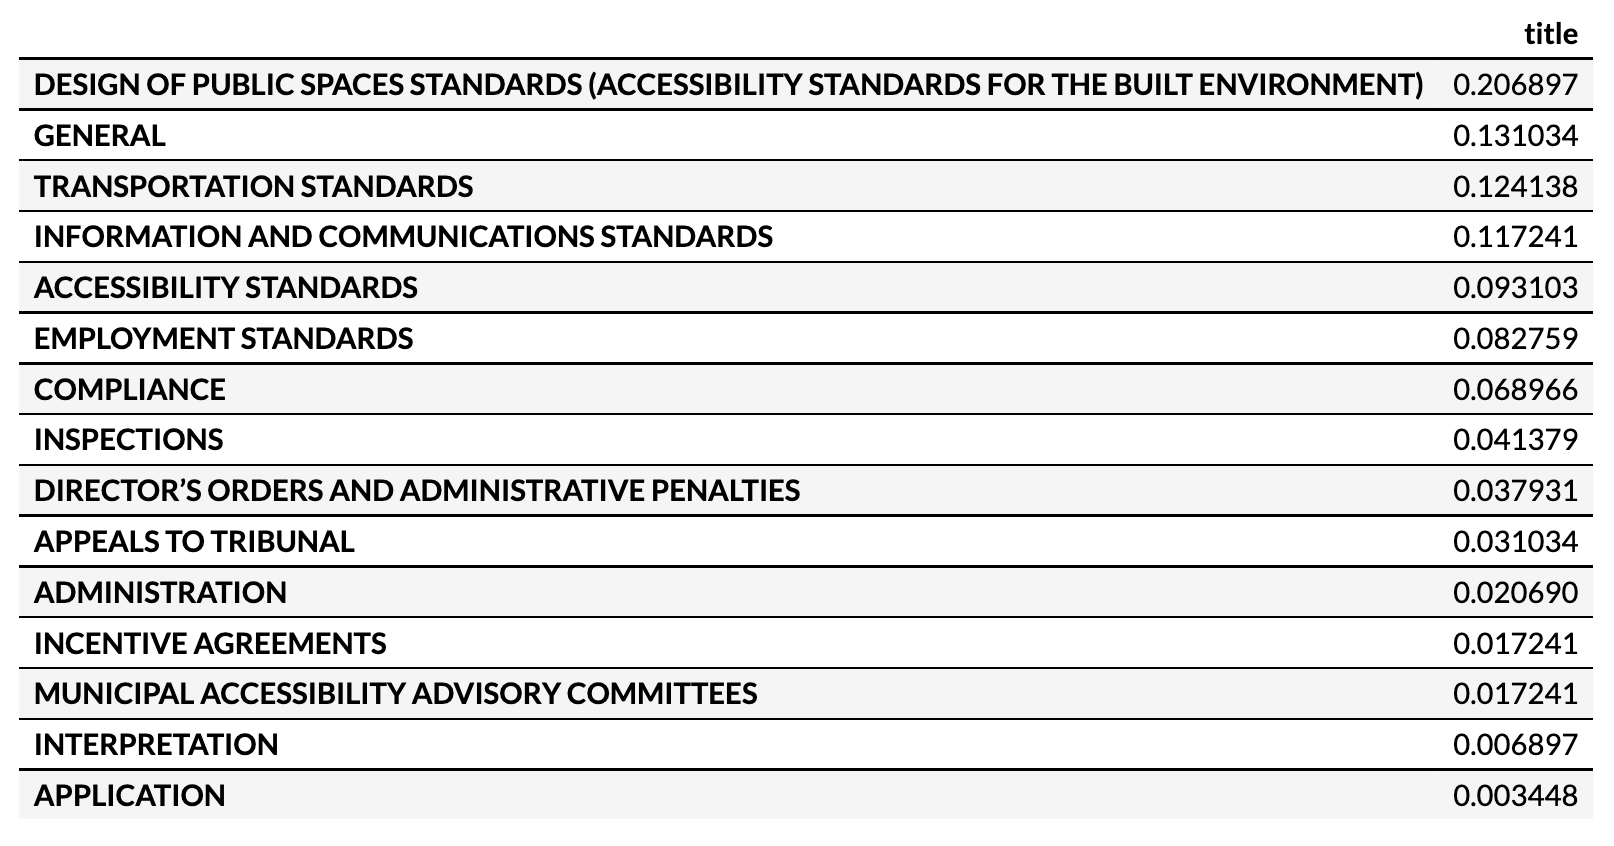 title
DESIGN OF PUBLIC SPACES STANDARDS (ACCESSIBILITY STANDARDS FOR THE BUILT ENVIRONMENT) 0.206897
GENERAL 0.131034
TRANSPORTATION STANDARDS 0.124138
INFORMATION AND COMMUNICATIONS STANDARDS 0.117241
ACCESSIBILITY STANDARDS 0.093103
EMPLOYMENT STANDARDS 0.082759
COMPLIANCE 0.068966
INSPECTIONS 0.041379
DIRECTOR’S ORDERS AND ADMINISTRATIVE PENALTIES 0.037931
APPEALS TO TRIBUNAL 0.031034
ADMINISTRATION 0.020690
INCENTIVE AGREEMENTS 0.017241
MUNICIPAL ACCESSIBILITY ADVISORY COMMITTEES 0.017241
INTERPRETATION 0.006897
APPLICATION 0.003448